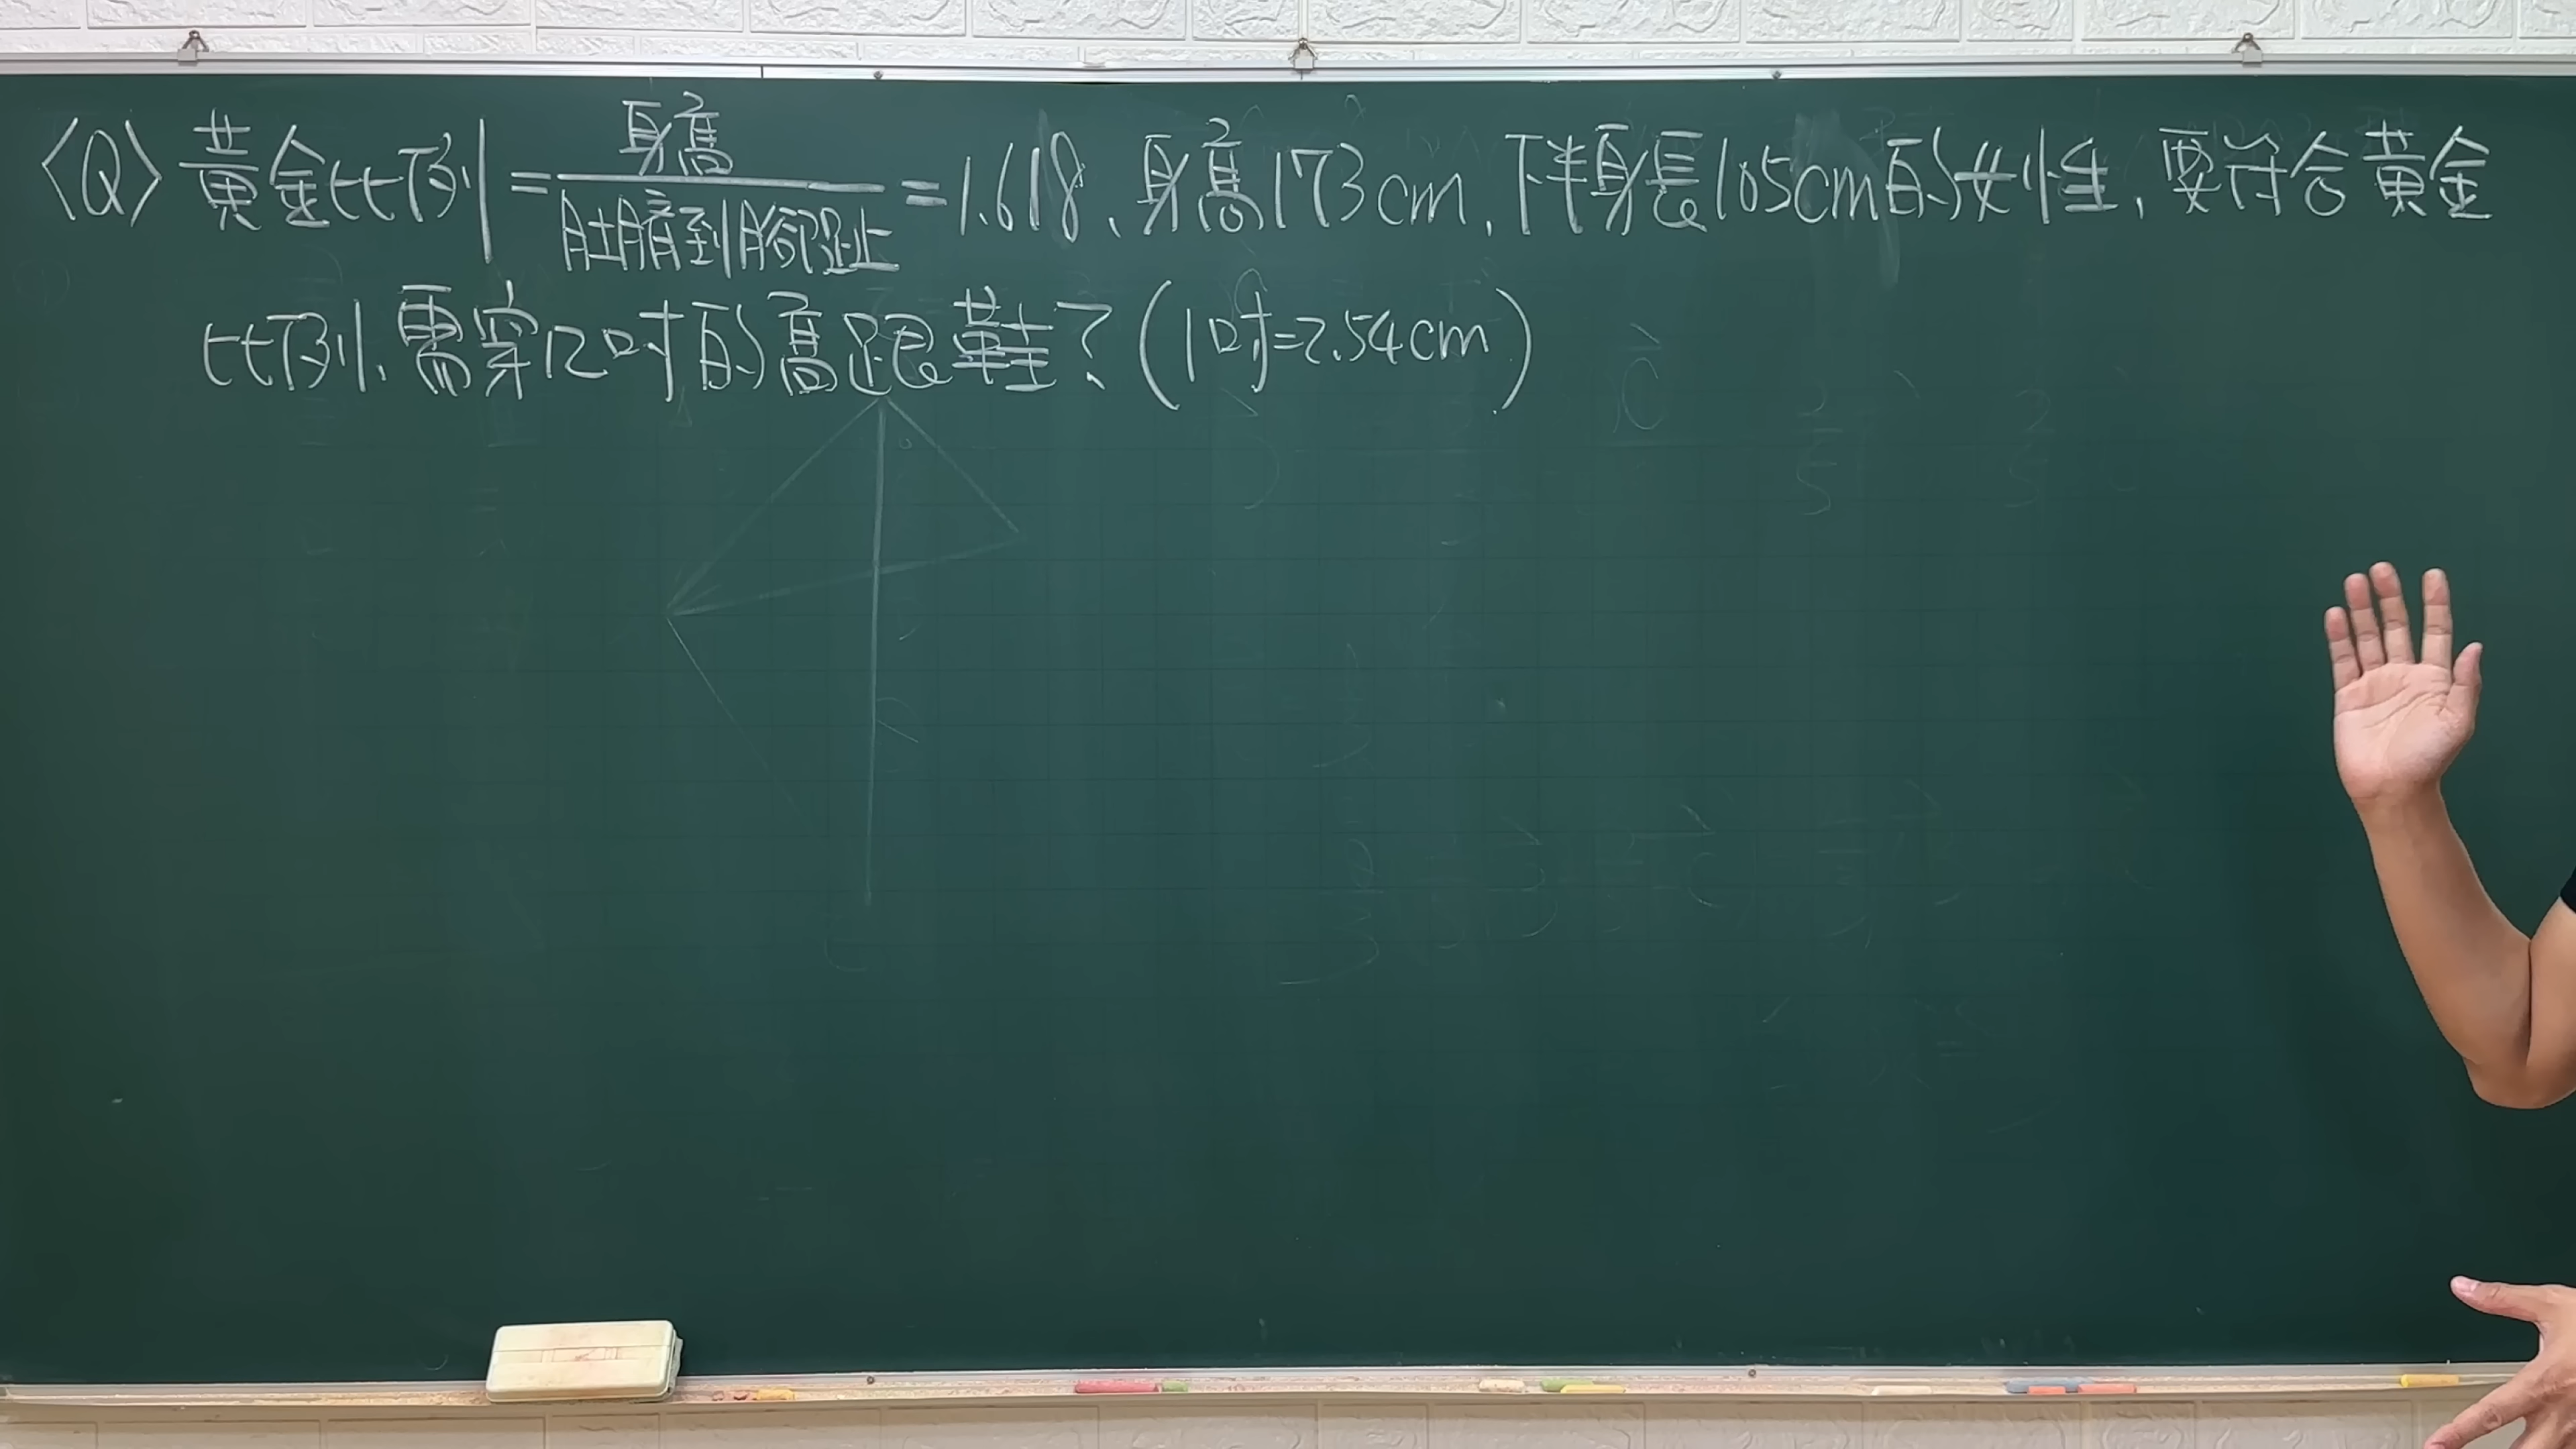 〈Q〉黃金比例=身高/肚臍到腳趾=1.618、身高173cm,下半身長105cm的女性,要符合黃金
比例、需穿几吋的高跟鞋?(1吋=2.54cm)